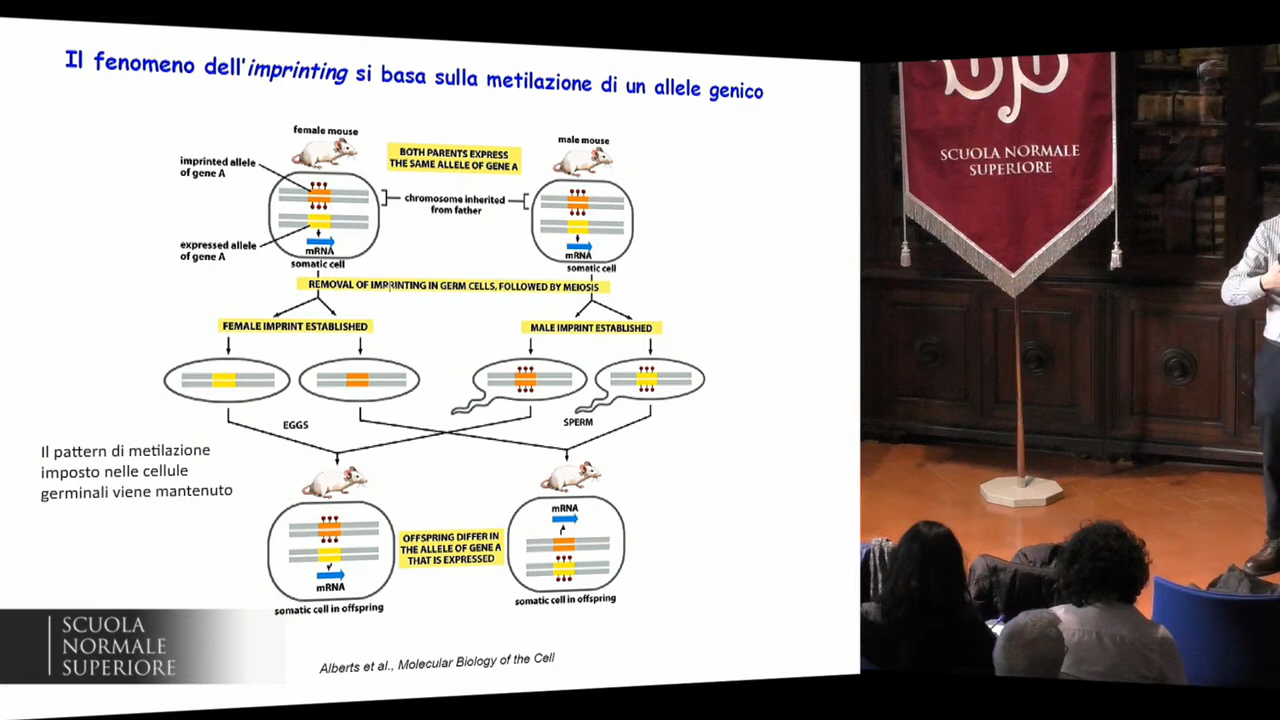 Il fenomeno dell'imprinting si basa sulla metilazione di un allele genico
female mouse
male mouse
BOTH PARENTS EXPRESS
THE SAME ALLELE OF GENE A
imprinted allele
of gene A
chromosome inherited
from father
expressed allele
of gene A
mRNA
mRNA
somatic cell
somatic cell
REMOVAL OF IMPRINTING IN GERM CELLS, FOLLOWED BY MEIOSIS
FEMALE IMPRINT ESTABLISHED
MALE IMPRINT ESTABLISHED
EGGS
SPERM
Il pattern di metilazione
imposto nelle cellule
germinali viene mantenuto
mRNA
OFFSPRING DIFFER IN
THE ALLELE OF GENE A
THAT IS EXPRESSED
mRNA
somatic cell in offspring
somatic cell in offspring
Alberts et al., Molecular Biology of the Cell
SCUOLA
NORMALE
SUPERIORE
SCUOLA NORMALE
SUPERIORE